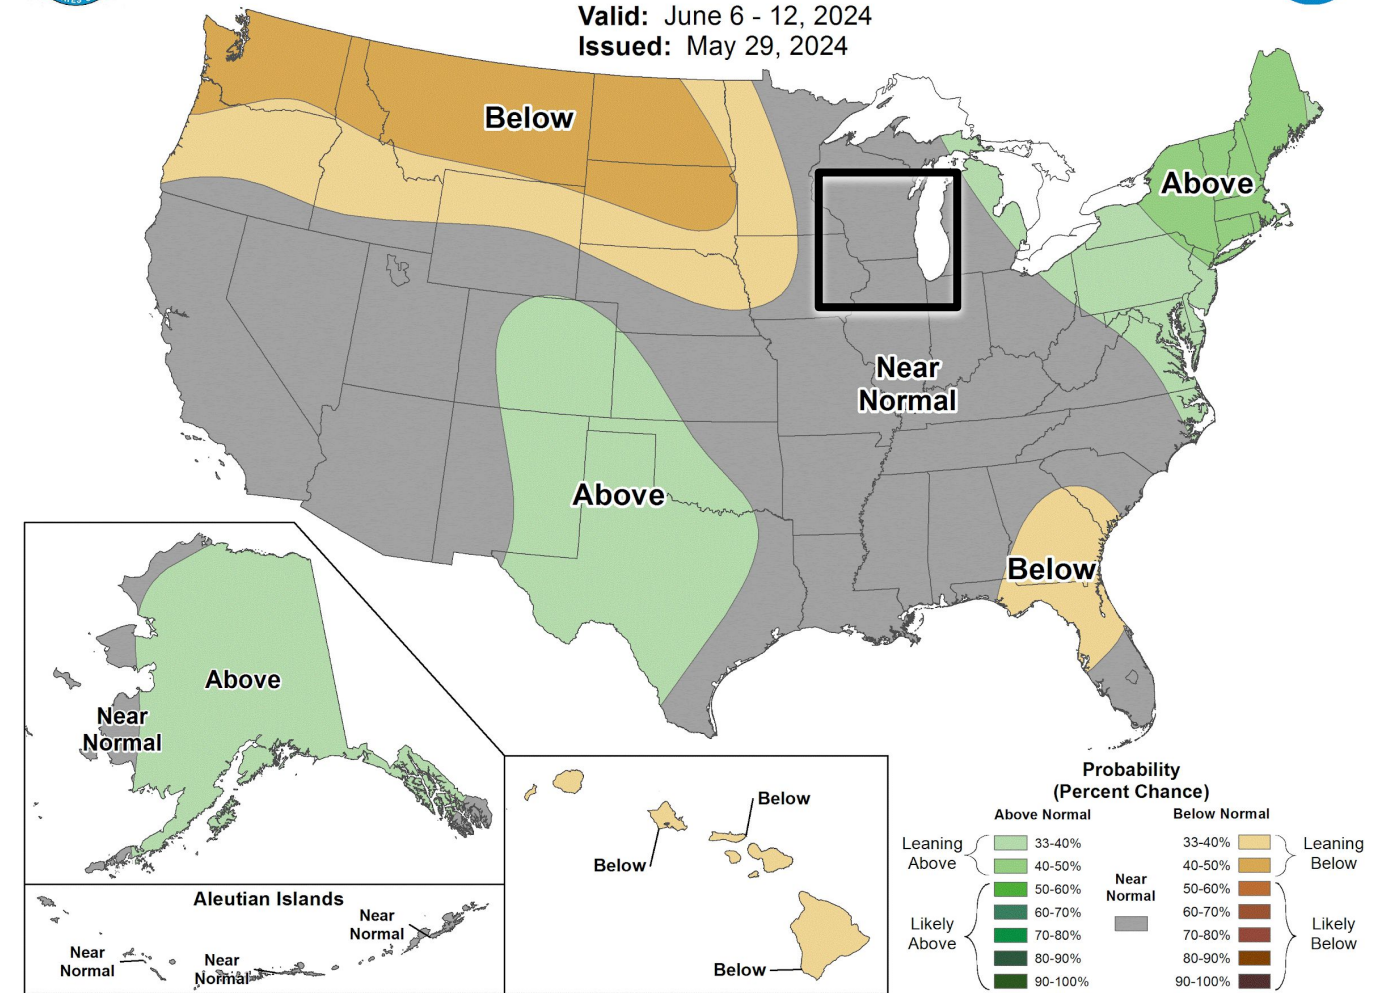 Valid: June 6 - 12, 2024
Issued: May 29, 2024
Below
Above
Near
Normal
Above
Below
Above
Near
Normal
Aleutian Islands
Near
Normal
Near
Normal
Near
Normal
Below
Below
Below
Probability
(Percent Chance)
Above Normal
Below Normal
Leaning
Above
33-40%
40-50%
50-60%
60-70%
70-80%
80-90%
90-100%
Likely
Above
Near
Normal
33-40%
40-50%
50-60%
60-70%
70-80%
80-90%
90-100%
Leaning
Below
Likely
Below